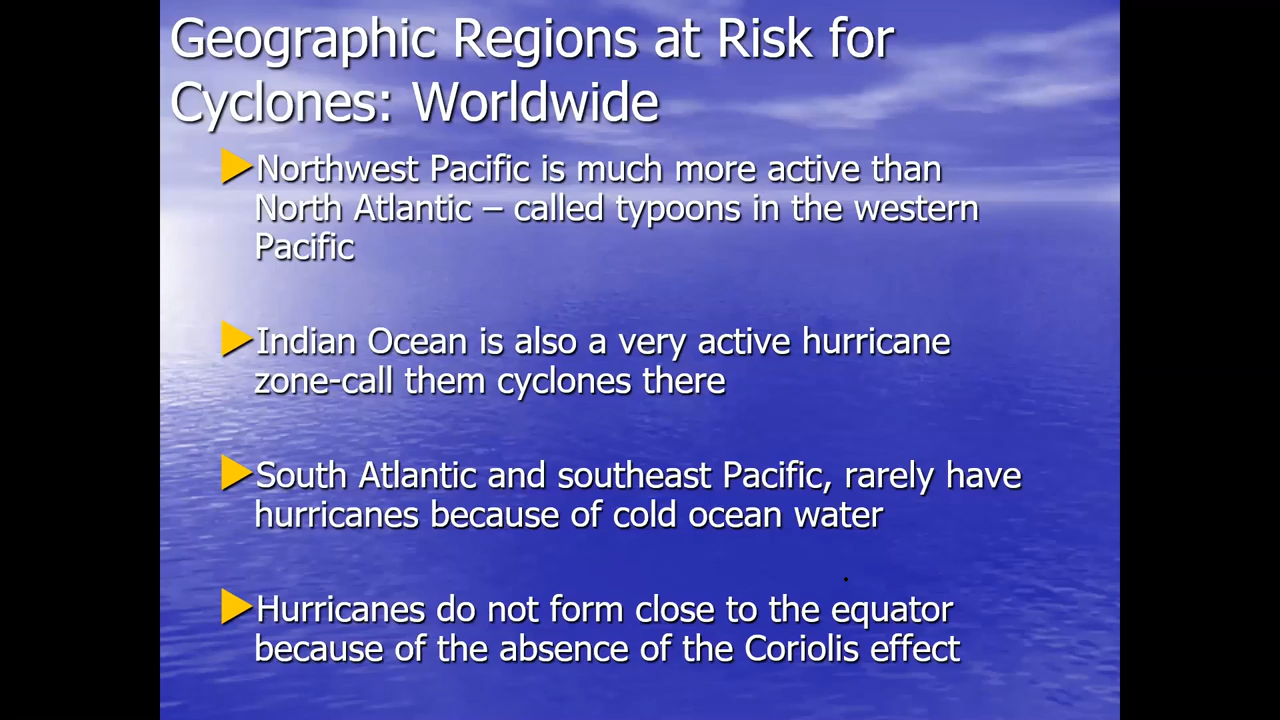 Geographic Regions at Risk for
Cyclones: Worldwide
Northwest Pacific is much more active than
North Atlantic – called typoons in the western
Pacific
Indian Ocean is also a very active hurricane
zone-call them cyclones there
South Atlantic and southeast Pacific, rarely have
hurricanes because of cold ocean water
Hurricanes do not form close to the equator
because of the absence of the Coriolis effect